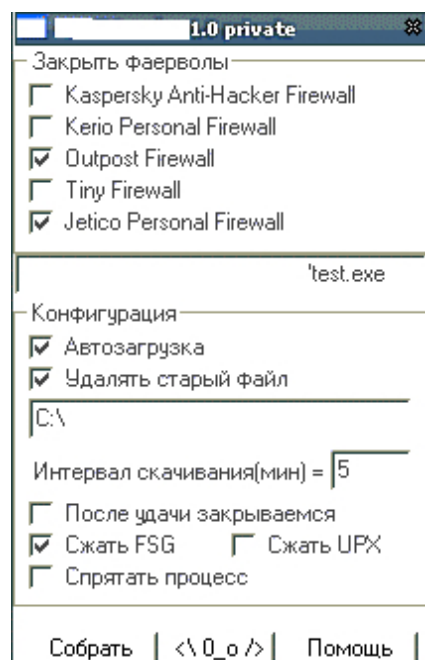 1.0 private
Закрыть фаерволы
Kaspersky Anti-Hacker Firewall
Kerio Personal Firewall
Outpost Firewall
Tiny Firewall
Jetico Personal Firewall
'test.exe
Конфигурация
Автозагрузка
Удалять старый файл
C:\
Интервал скачивания(мин) = 5
После удачи закрываемся
Сжать FSG Сжать UPX
Спрятать процесс
Собрать <\ 0_o /> Помощь